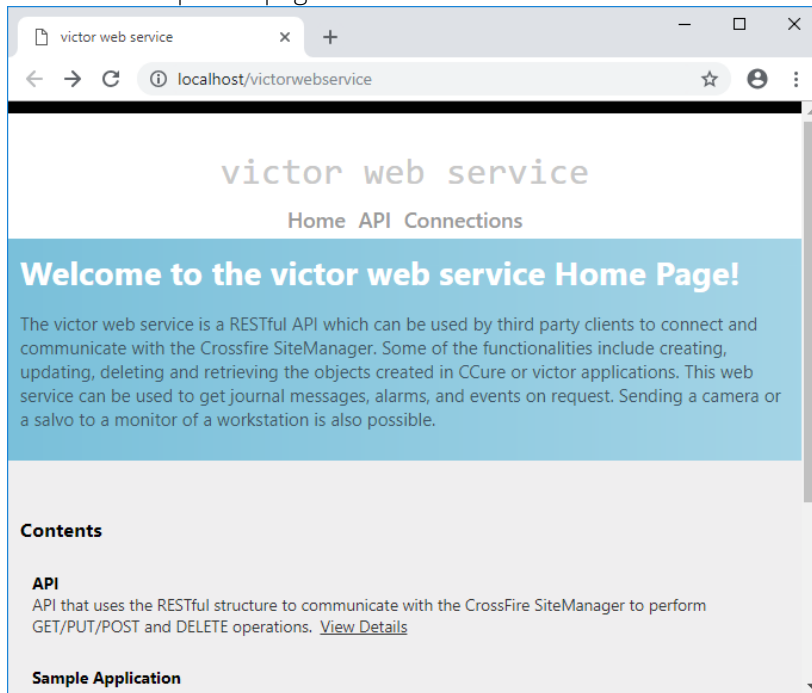 victor web service
localhost/victorwebservice
victor web service
Home API Connections
Welcome to the victor web service Home Page!
The victor web service is a RESTful API which can be used by third party clients to connect and
communicate with the Crossfire SiteManager. Some of the functionalities include creating,
updating, deleting and retrieving the objects created in CCure or victor applications. This web
service can be used to get journal messages, alarms, and events on request. Sending a camera or
a salvo to a monitor of a workstation is also possible.
Contents
API
API that uses the RESTful structure to communicate with the CrossFire SiteManager to perform
GET/PUT/POST and DELETE operations. View Details
Sample Application